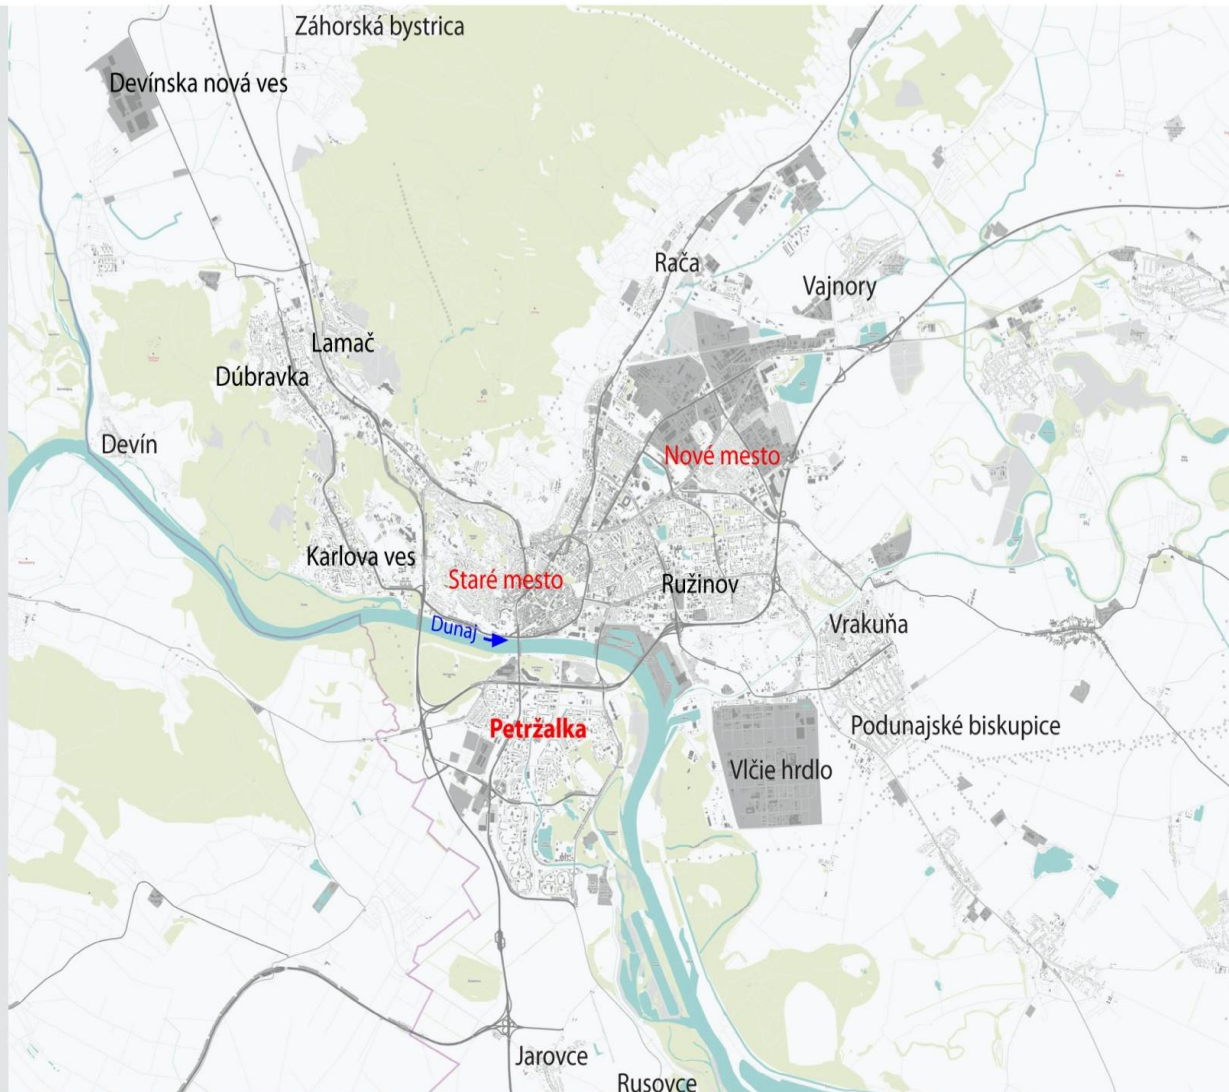 Záhorská bystrica
Devínska nová ves
Rača
Vajnory
Lamač
Dúbravka
Devín
Nové mesto
Karlova ves
Staré mesto
Ružinov
Dunaj
Vrakuňa
Petržalka
Podunajské biskupice
Vlčie hrdlo
Jarovce
Rusovce